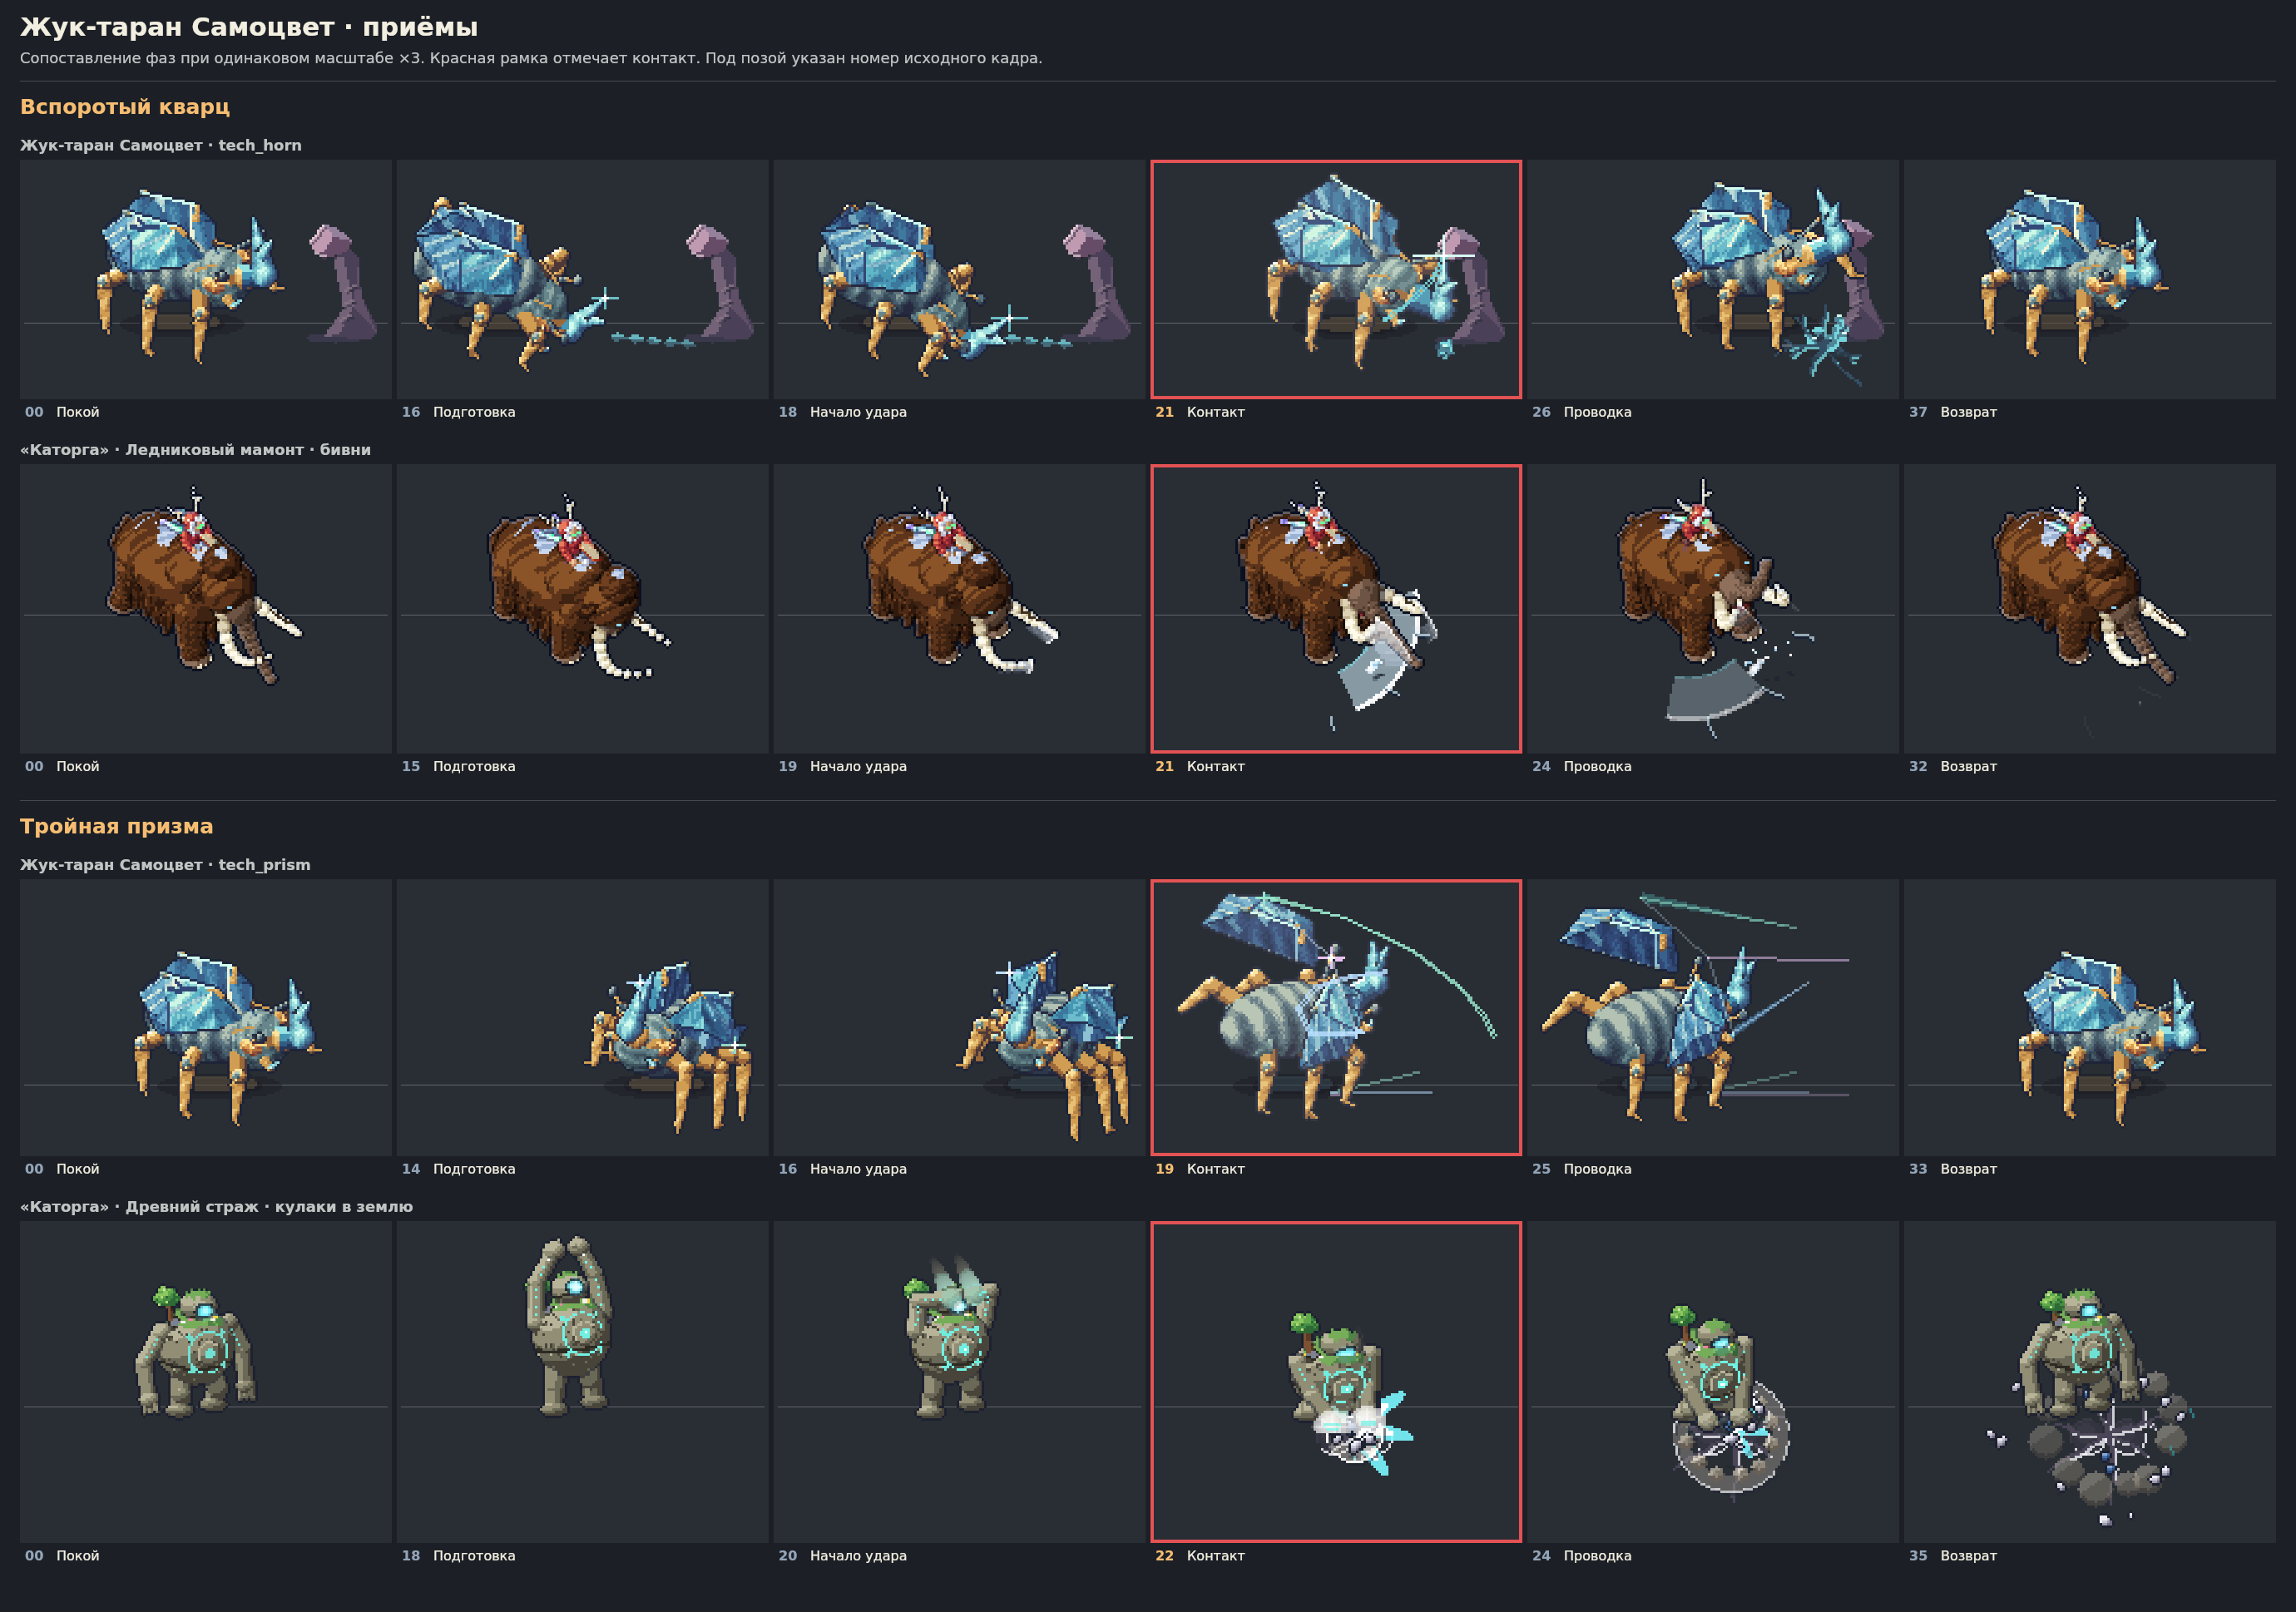 Жук-таран Самоцвет · приёмы
Сопоставление фаз при одинаковом масштабе ×3. Красная рамка отмечает контакт. Под позой указан номер исходного кадра.
Вспоротый кварц
Жук-таран Самоцвет · tech_horn
00 Покой 16 Подготовка 18 Начало удара 21 Контакт 26 Проводка 37 Возврат
«Каторга» · Ледниковый мамонт · бивни
00 Покой 15 Подготовка 19 Начало удара 21 Контакт 24 Проводка 32 Возврат
Тройная призма
Жук-таран Самоцвет · tech_prism
00 Покой 14 Подготовка 16 Начало удара 19 Контакт 25 Проводка 33 Возврат
«Каторга» · Древний страж · кулаки в землю
00 Покой 18 Подготовка 20 Начало удара 22 Контакт 24 Проводка 35 Возврат